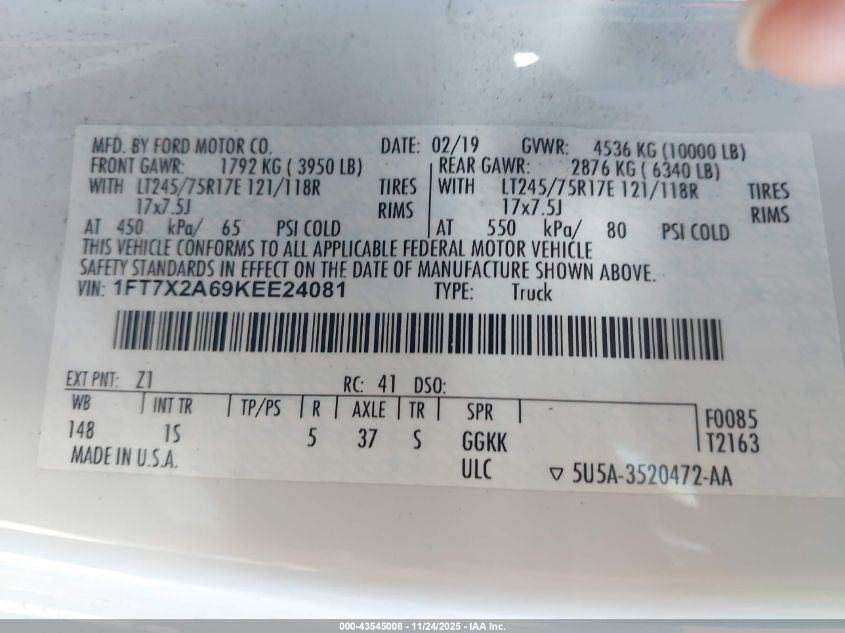 MFD. BY FORD MOTOR CO. DATE: 02/19 GVWR: 4536 KG (10000 LB)
FRONT GAWR: 1792 KG ( 3950 LB) REAR GAWR: 2876 KG ( 6340 LB)
WITH LT245/75R17E 121/118R TIRES WITH LT245/75R17E 121/118R TIRES
17x7.5J RIMS 17x7.5J RIMS
AT 450 kPa/ 65 PSI COLD AT 550 kPa/ 80 PSI COLD
THIS VEHICLE CONFORMS TO ALL APPLICABLE FEDERAL MOTOR VEHICLE
SAFETY STANDARDS IN EFFECT ON THE DATE OF MANUFACTURE SHOWN ABOVE.
VIN: 1FT7X2A69KEE24081 TYPE: Truck
EXT PNT: Z1 RC: 41 DSO:
WB INT TR TP/PS R AXLE TR SPR F0085
148 1S 5 37 S GGKK T2163
MADE IN U.S.A. ULC ▽ 5U5A-3520472-AA
000-43545008 - 11/24/2025 - IAA Inc.